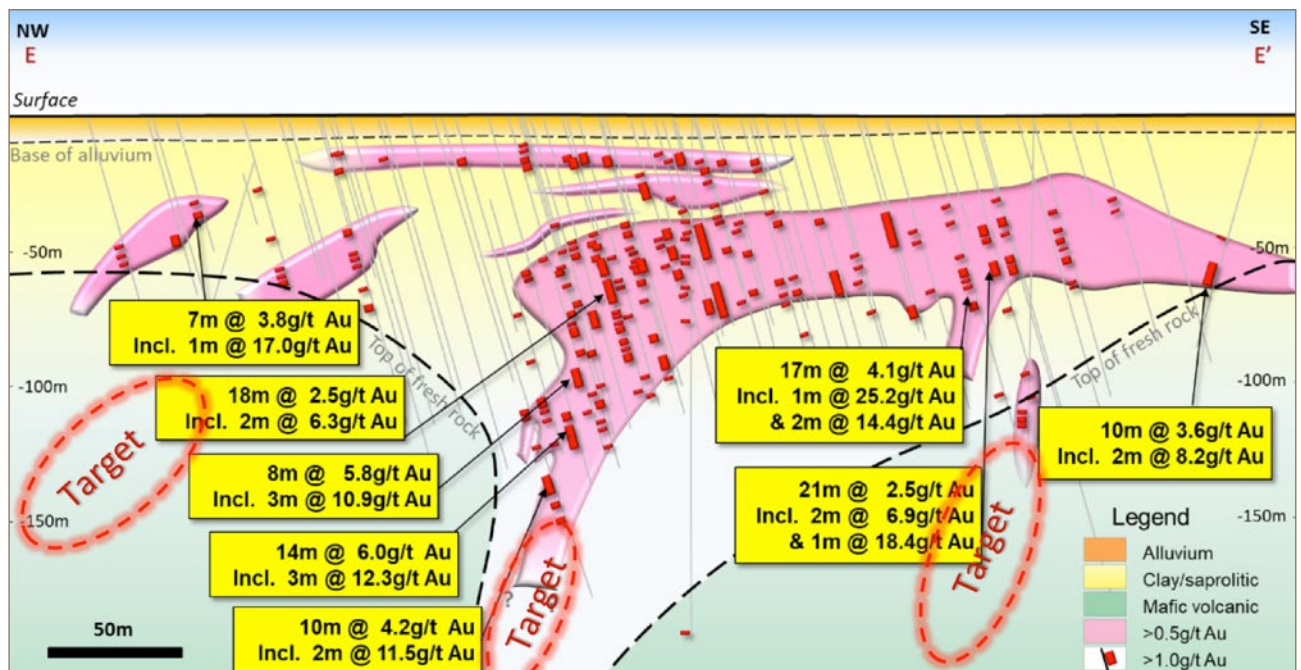 NW
E
SE
E'
Surface
Base of alluvium
-50m
-50m
7m @ 3.8g/t Au
Incl. 1m @ 17.0g/t Au
Top of fresh rock
Top of fresh rock
-100m
-100m
18m @ 2.5g/t Au
Incl. 2m @ 6.3g/t Au
17m @ 4.1g/t Au
Incl. 1m @ 25.2g/t Au
& 2m @ 14.4g/t Au
10m @ 3.6g/t Au
Incl. 2m @ 8.2g/t Au
Target
8m @ 5.8g/t Au
Incl. 3m @ 10.9g/t Au
21m @ 2.5g/t Au
Incl. 2m @ 6.9g/t Au
& 1m @ 18.4g/t Au
Target
-150m
-150m
14m @ 6.0g/t Au
Incl. 3m @ 12.3g/t Au
?
Target
10m @ 4.2g/t Au
Incl. 2m @ 11.5g/t Au
50m
Legend
Alluvium
Clay/saprolitic
Mafic volcanic
>0.5g/t Au
>1.0g/t Au